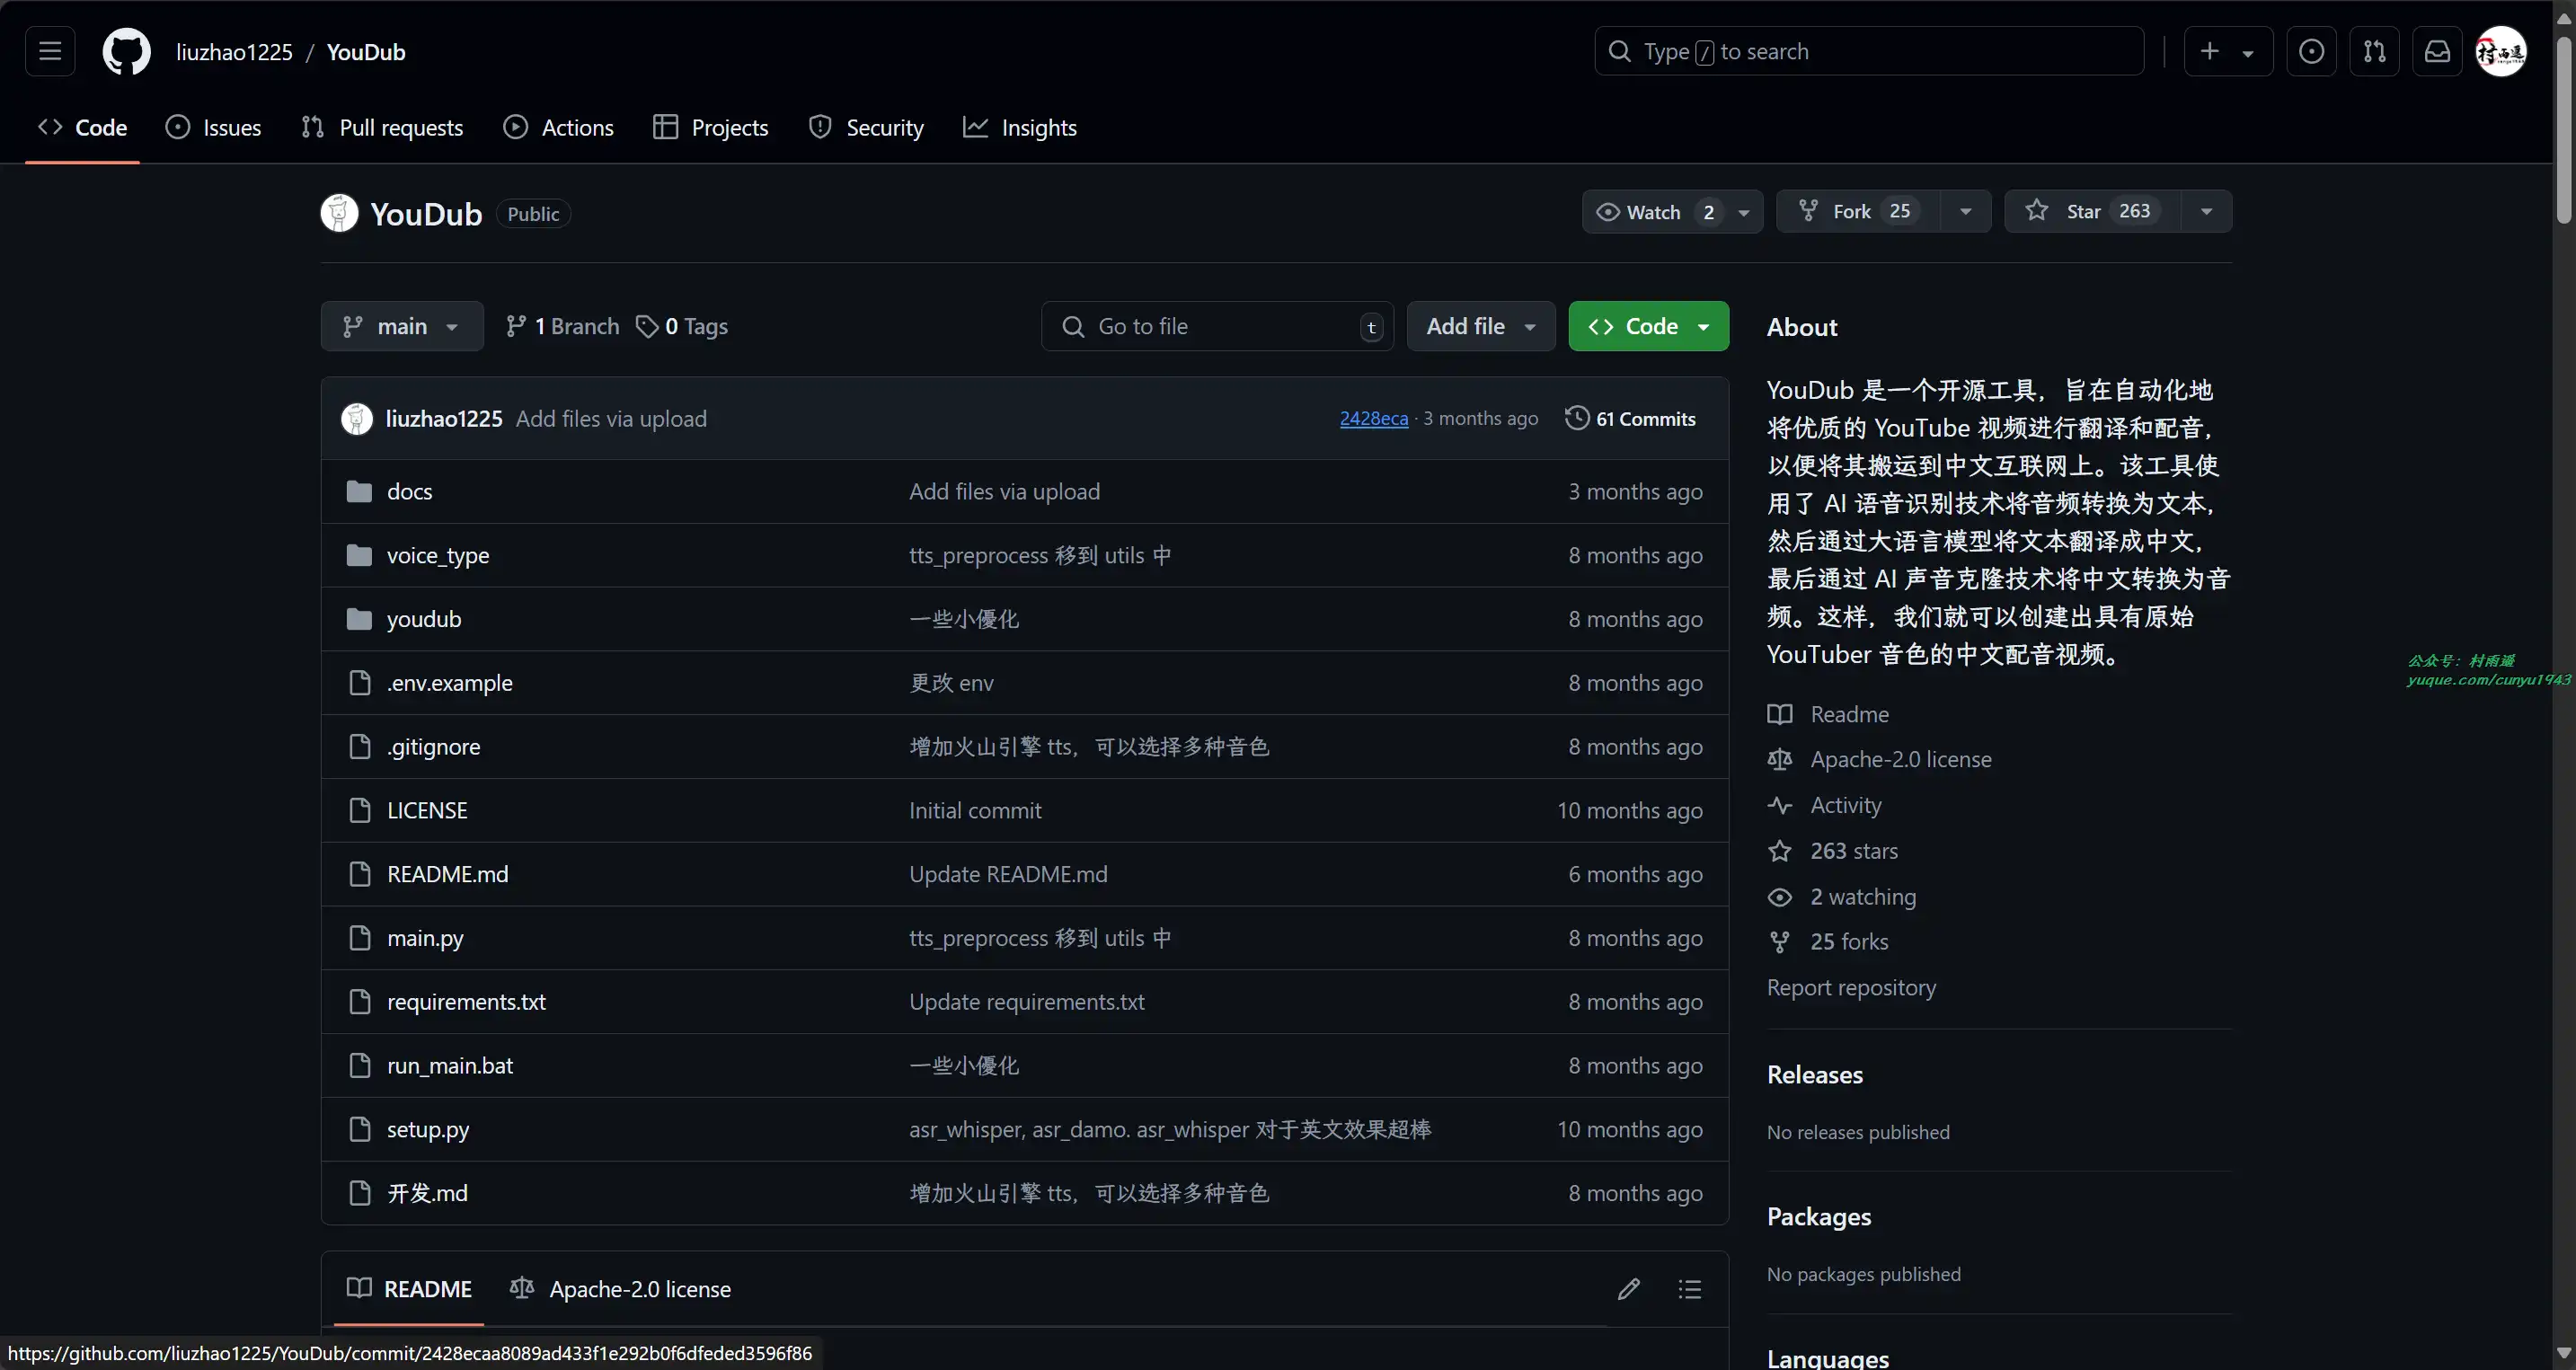 liuzhao1225 / YouDub
Type / to search
Code
Issues
Pull requests
Actions
Projects
Security
Insights
YouDub Public
Watch 2
Fork 25
Star 263
main
1 Branch
0 Tags
Go to file t
Add file
Code
liuzhao1225 Add files via upload 2428eca · 3 months ago 61 Commits
docs Add files via upload 3 months ago
voice_type tts_preprocess 移到 utils 中 8 months ago
youdub 一些小優化 8 months ago
.env.example 更改 env 8 months ago
.gitignore 增加火山引擎 tts，可以选择多种音色 8 months ago
LICENSE Initial commit 10 months ago
README.md Update README.md 6 months ago
main.py tts_preprocess 移到 utils 中 8 months ago
requirements.txt Update requirements.txt 8 months ago
run_main.bat 一些小優化 8 months ago
setup.py asr_whisper, asr_damo. asr_whisper 对于英文效果超棒 10 months ago
开发.md 增加火山引擎 tts，可以选择多种音色 8 months ago
README
Apache-2.0 license
About
YouDub 是一个开源工具，旨在自动化地
将优质的 YouTube 视频进行翻译和配音，
以便将其搬运到中文互联网上。该工具使
用了 AI 语音识别技术将音频转换为文本，
然后通过大语言模型将文本翻译成中文，
最后通过 AI 声音克隆技术将中文转换为音
频。这样，我们就可以创建出具有原始
YouTuber 音色的中文配音视频。
Readme
Apache-2.0 license
Activity
263 stars
2 watching
25 forks
Report repository
Releases
No releases published
Packages
No packages published
Languages
公众号：村雨遥
yuque.com/cunyu1943
https://github.com/liuzhao1225/YouDub/commit/2428ecaa8089ad433f1e292b0f6dfeded3596f86